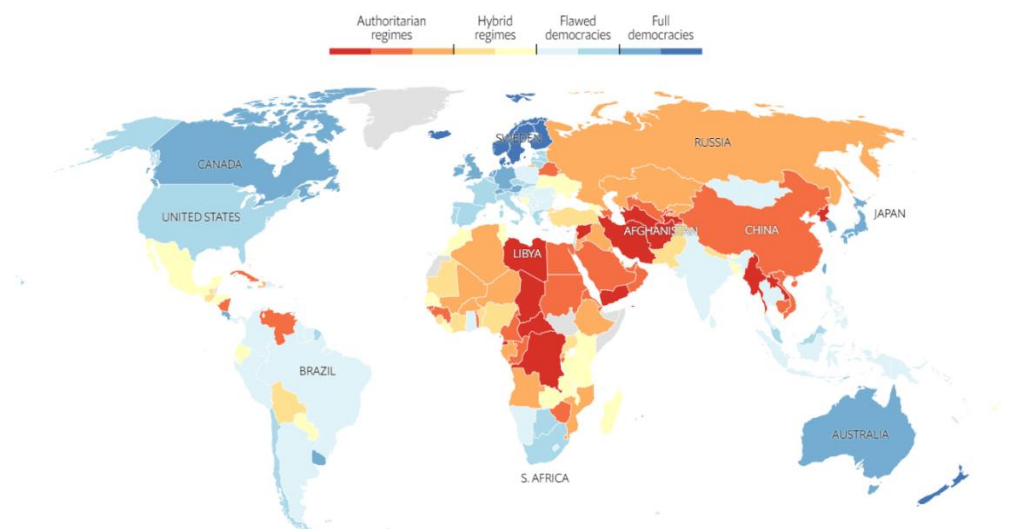 Authoritarian
regimes
Hybrid
regimes
Flawed
democracies
Full
democracies
SWEDEN
RUSSIA
CANADA
UNITED STATES
JAPAN
AFGHANISTAN
CHINA
LIBYA
BRAZIL
AUSTRALIA
S. AFRICA